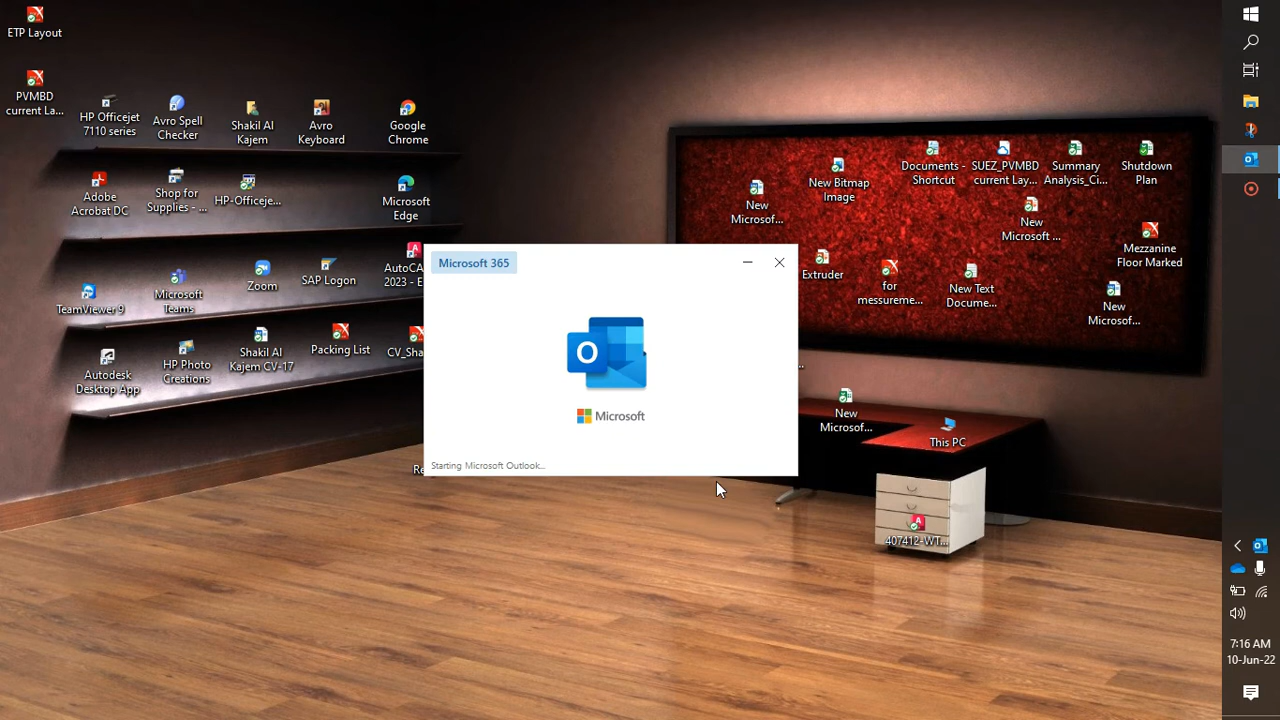 ETP Layout
PVMBD
current La...
HP Officejet
7110 series
Avro Spell
Checker
Shakil Al
Kajem
Avro
Keyboard
Google
Chrome
Adobe
Acrobat DC
Shop for
Supplies - ...
HP-Officeje...
Microsoft
Edge
TeamViewer 9
Microsoft
Teams
Zoom
SAP Logon
AutoCA
2023 - E
Autodesk
Desktop App
HP Photo
Creations
Shakil Al
Kajem CV-17
Packing List
CV_Sha
Re
Microsoft 365
Microsoft
Starting Microsoft Outlook...
New
Microsof...
New Bitmap
Image
Documents -
Shortcut
SUEZ_PVMBD
current Lay...
Summary
Analysis_Ci...
Shutdown
Plan
New
Microsoft ...
Mezzanine
Floor Marked
Extruder
for
messureme...
New Text
Docume...
New
Microsof...
...
New
Microsof...
This PC
407412-WT...
7:16 AM
10-Jun-22